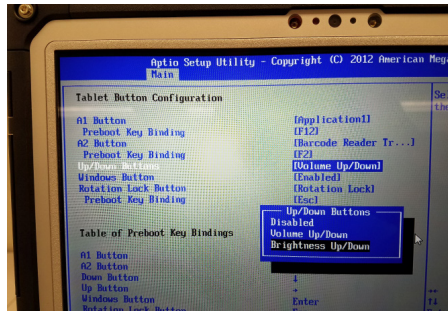 Aptio Setup Utility - Copyright (C) 2012 American
Main
Tablet Button Configuration
A1 Button [Application1]
Preboot Key Binding [F12]
A2 Button [Barcode Reader Tr...]
Preboot Key Binding [F2]
Up/Down Buttons [Volume Up/Down]
Windows Button [Enabled]
Rotation Lock Button [Rotation Lock]
Preboot Key Binding [Esc]
Up/Down Buttons
Disabled
Volume Up/Down
Brightness Up/Down
Table of Preboot Key Bindings
A1 Button
A2 Button
Down Button ↓
Up Button
Windows Button Enter
Rotation Lock Button